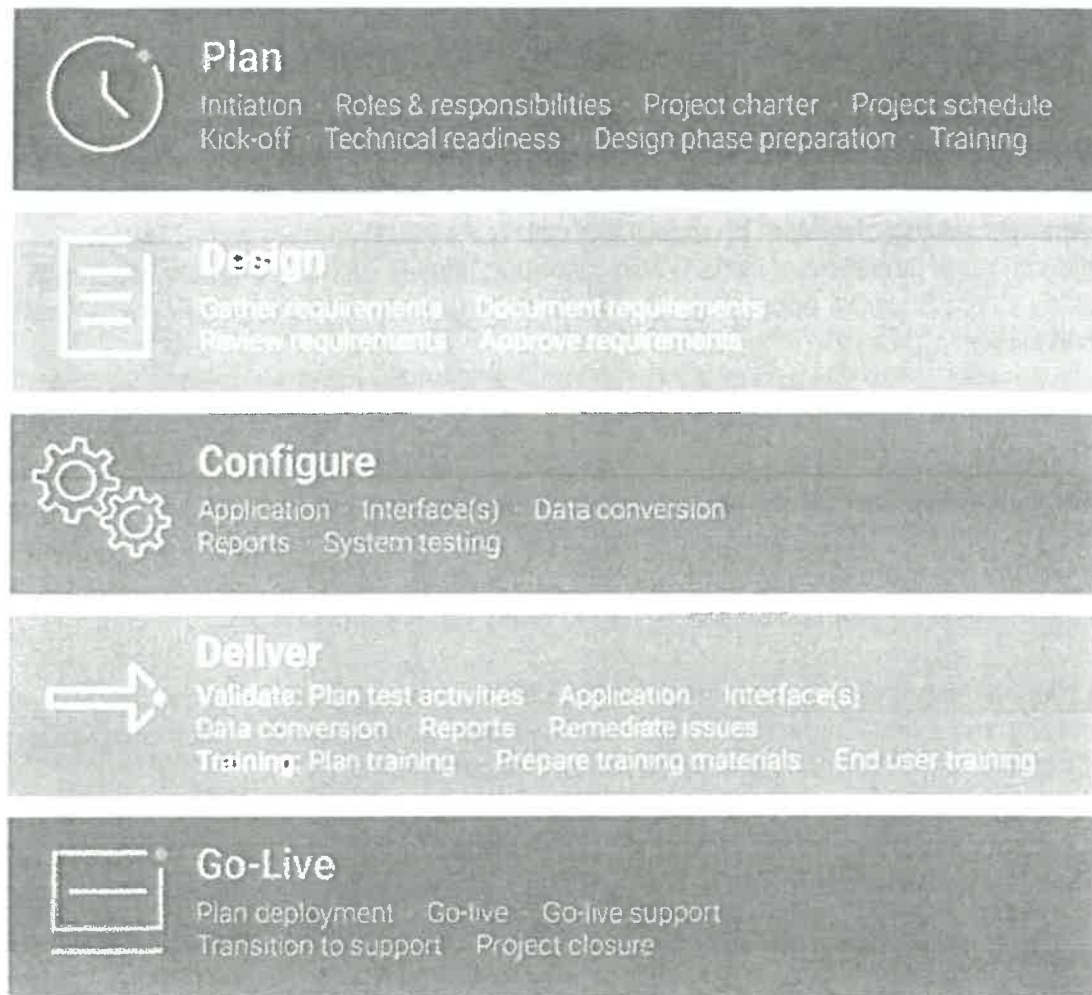 Plan
Initiation · Roles & responsibilities · Project charter · Project schedule
Kick-off · Technical readiness · Design phase preparation · Training
Design
Gather requirements · Document requirements
Review requirements · Approve requirements
Configure
Application · Interface(s) · Data conversion
Reports · System testing
Deliver
Validate: Plan test activities · Application · Interface(s)
Data conversion · Reports · Remediate issues
Training: Plan training · Prepare training materials · End user training
Go-Live
Plan deployment · Go-live · Go-live support
Transition to support · Project closure